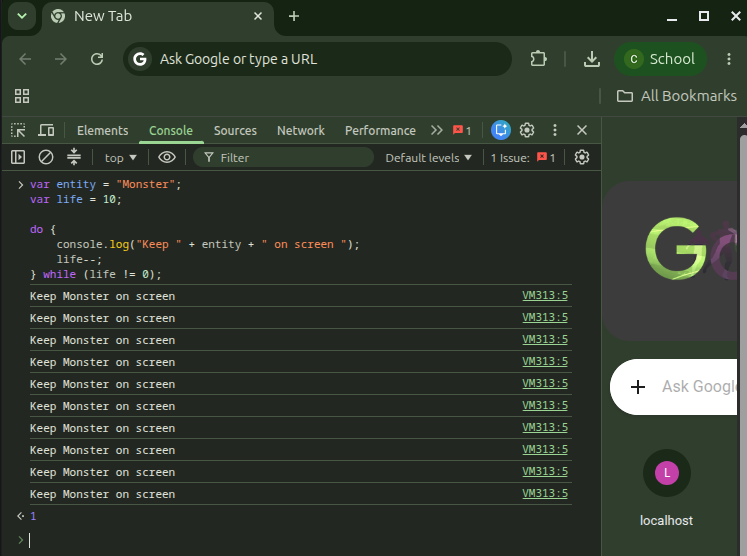 New Tab
Ask Google or type a URL
C School
All Bookmarks
Elements Console Sources Network Performance 1
top Filter Default levels 1 Issue: 1
var entity = "Monster";
var life = 10;
do {
console.log("Keep " + entity + " on screen ");
life--;
} while (life != 0);
Keep Monster on screen VM313:5
Keep Monster on screen VM313:5
Keep Monster on screen VM313:5
Keep Monster on screen VM313:5
Keep Monster on screen VM313:5
Keep Monster on screen VM313:5
Keep Monster on screen VM313:5
Keep Monster on screen VM313:5
Keep Monster on screen VM313:5
Keep Monster on screen VM313:5
1
Go
Ask Google
L
localhost